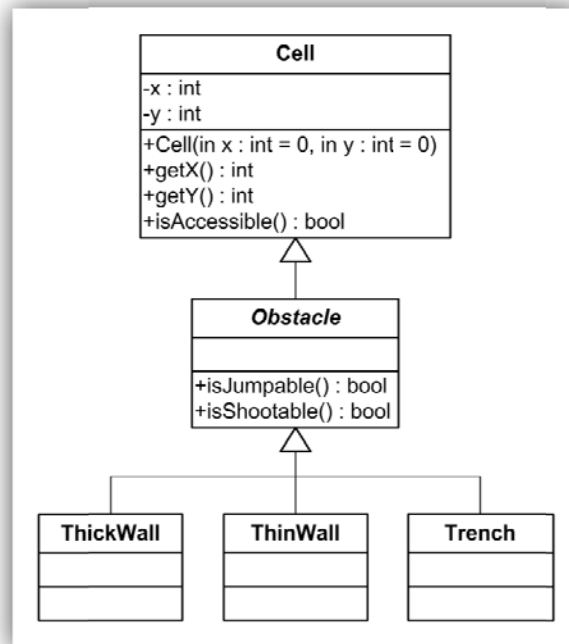 Cell
-x : int
-y : int
+Cell(in x : int = 0, in y : int = 0)
+getX() : int
+getY() : int
+isAccessible() : bool
Obstacle
+isJumpable() : bool
+isShootable() : bool
ThickWall
ThinWall
Trench